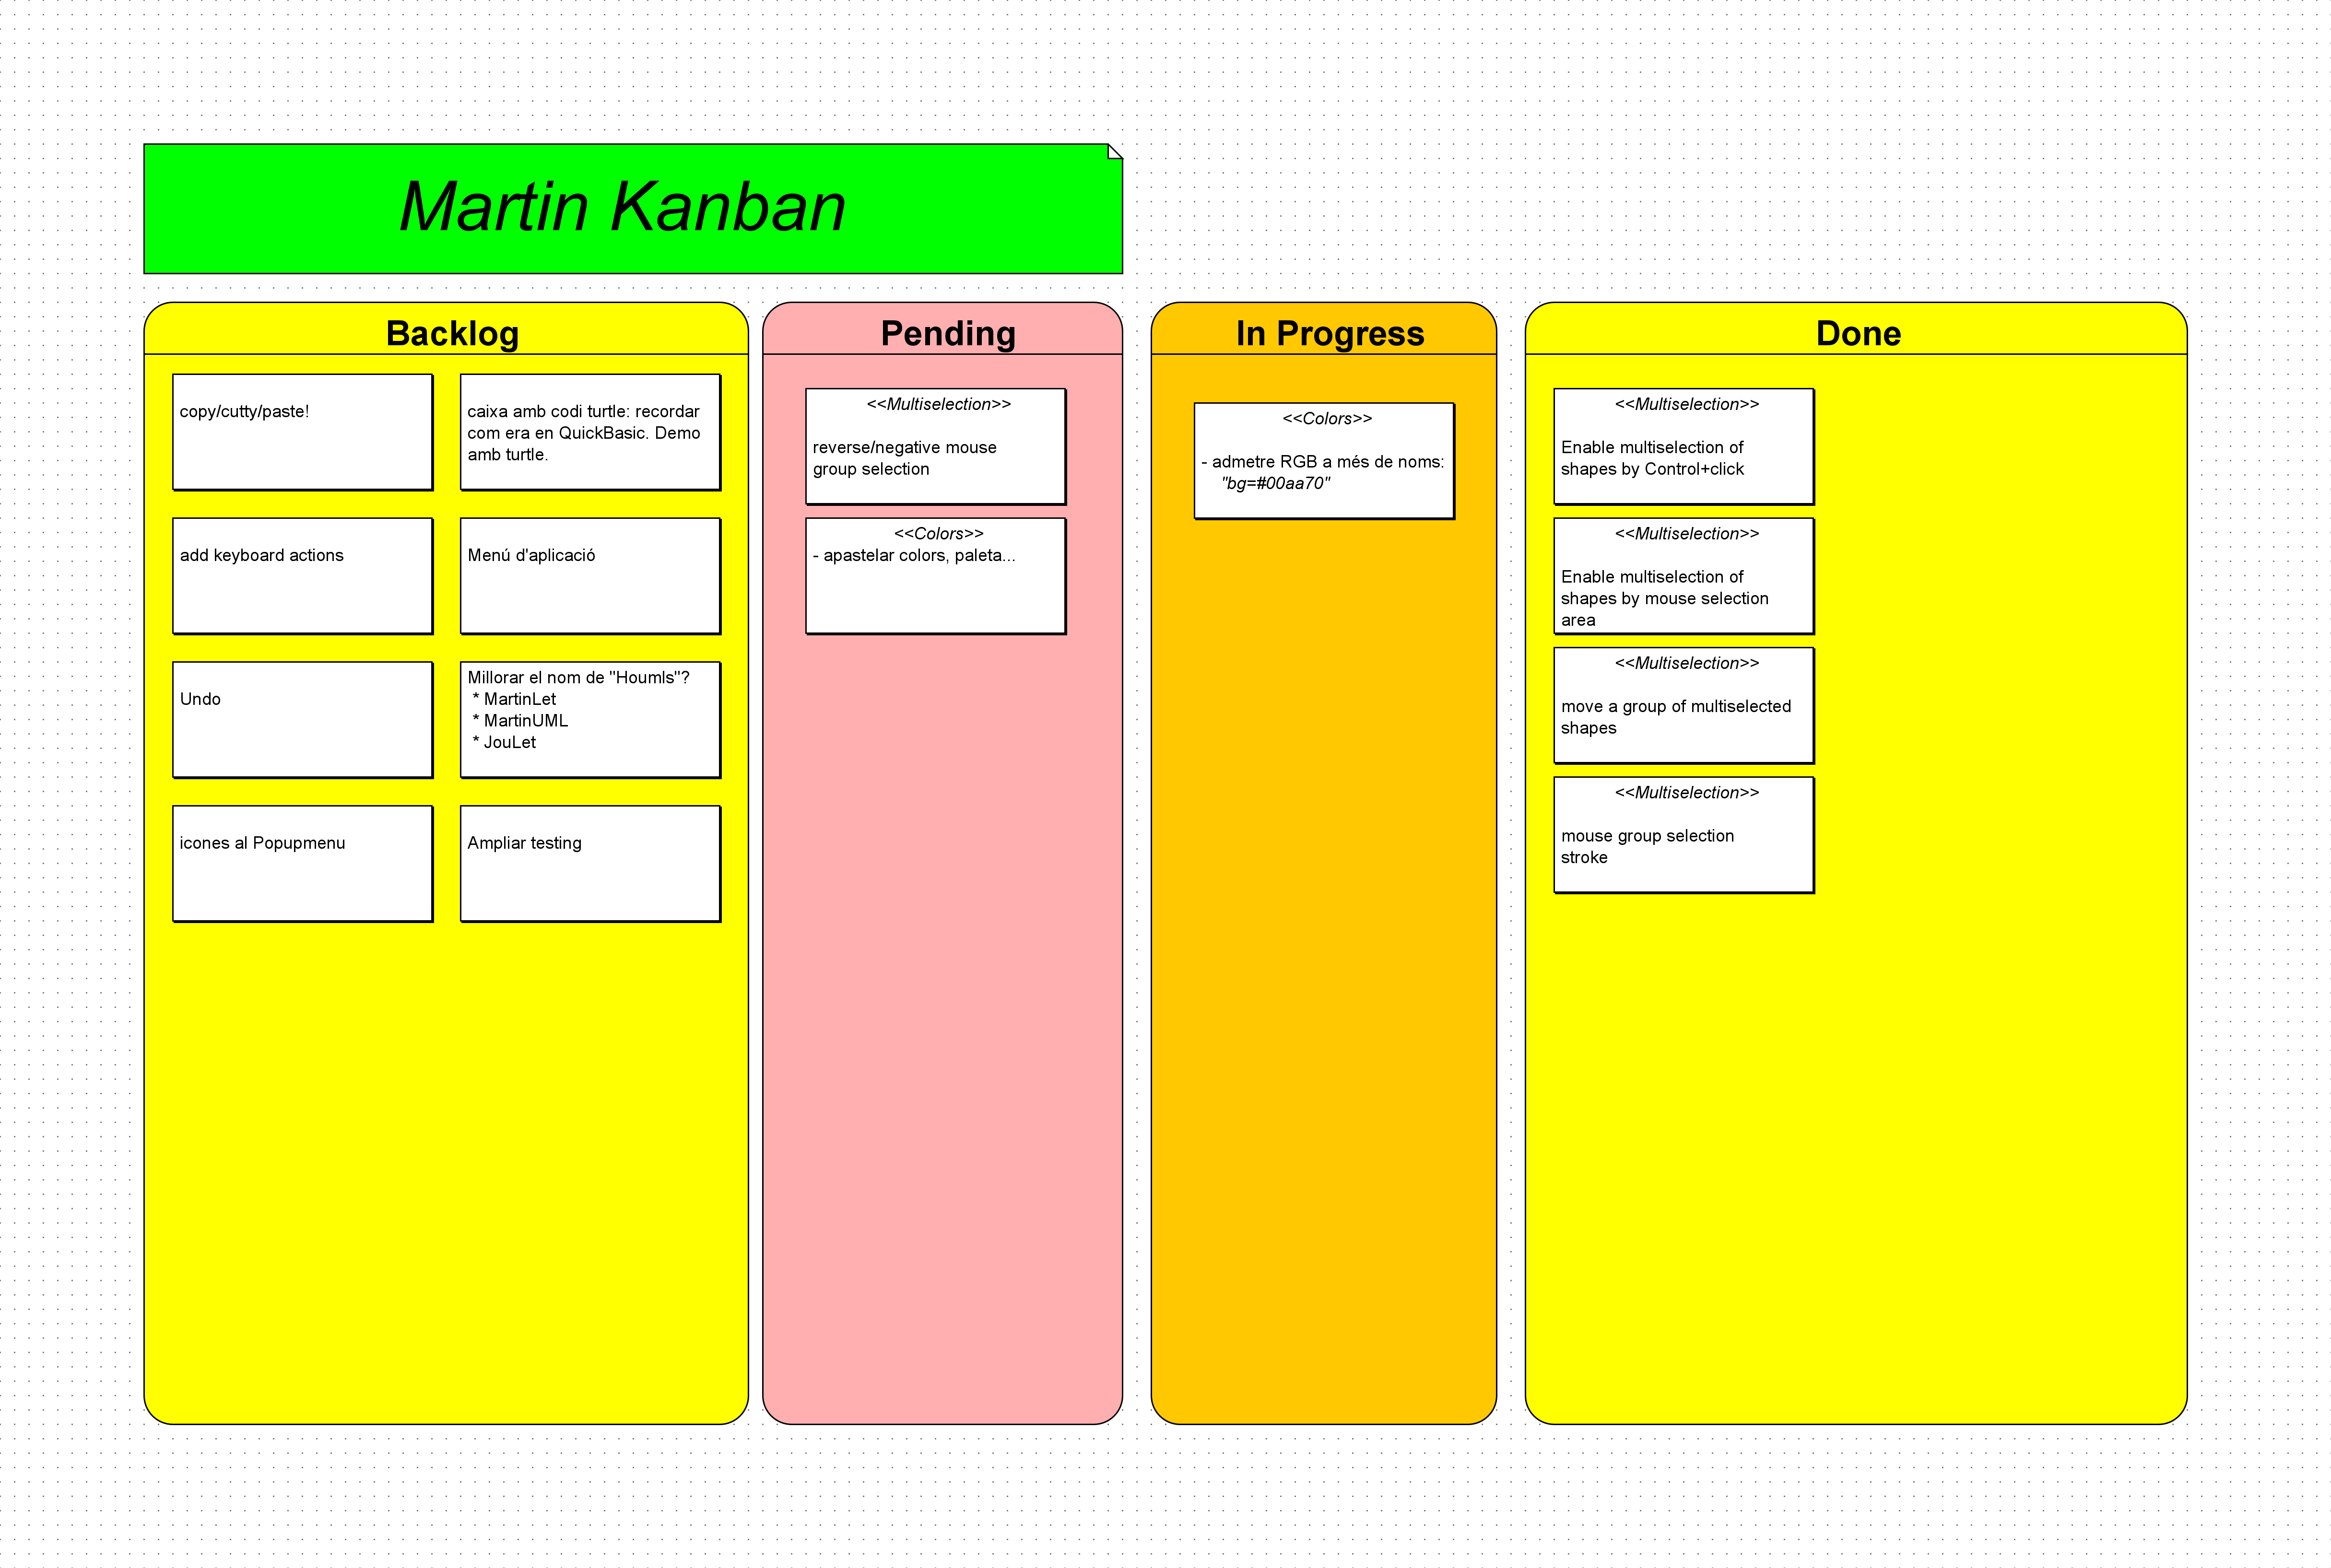 Martin Kanban
Backlog
copy/cutty/paste!
caixa amb codi turtle: recordar
com era en QuickBasic. Demo
amb turtle.
add keyboard actions
Menú d'aplicació
Undo
Millorar el nom de "Houmls"?
* MartinLet
* MartinUML
* JouLet
icones al Popupmenu
Ampliar testing
Pending
<<Multiselection>>
reverse/negative mouse
group selection
<<Colors>>
- apastelar colors, paleta...
In Progress
<<Colors>>
- admetre RGB a més de noms:
"bg=#00aa70"
Done
<<Multiselection>>
Enable multiselection of
shapes by Control+click
<<Multiselection>>
Enable multiselection of
shapes by mouse selection
area
<<Multiselection>>
move a group of multiselected
shapes
<<Multiselection>>
mouse group selection
stroke